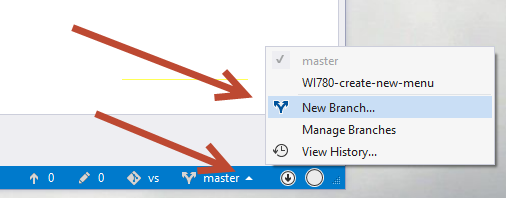 master
WI780-create-new-menu
New Branch...
Manage Branches
View History...
0 0 vs master